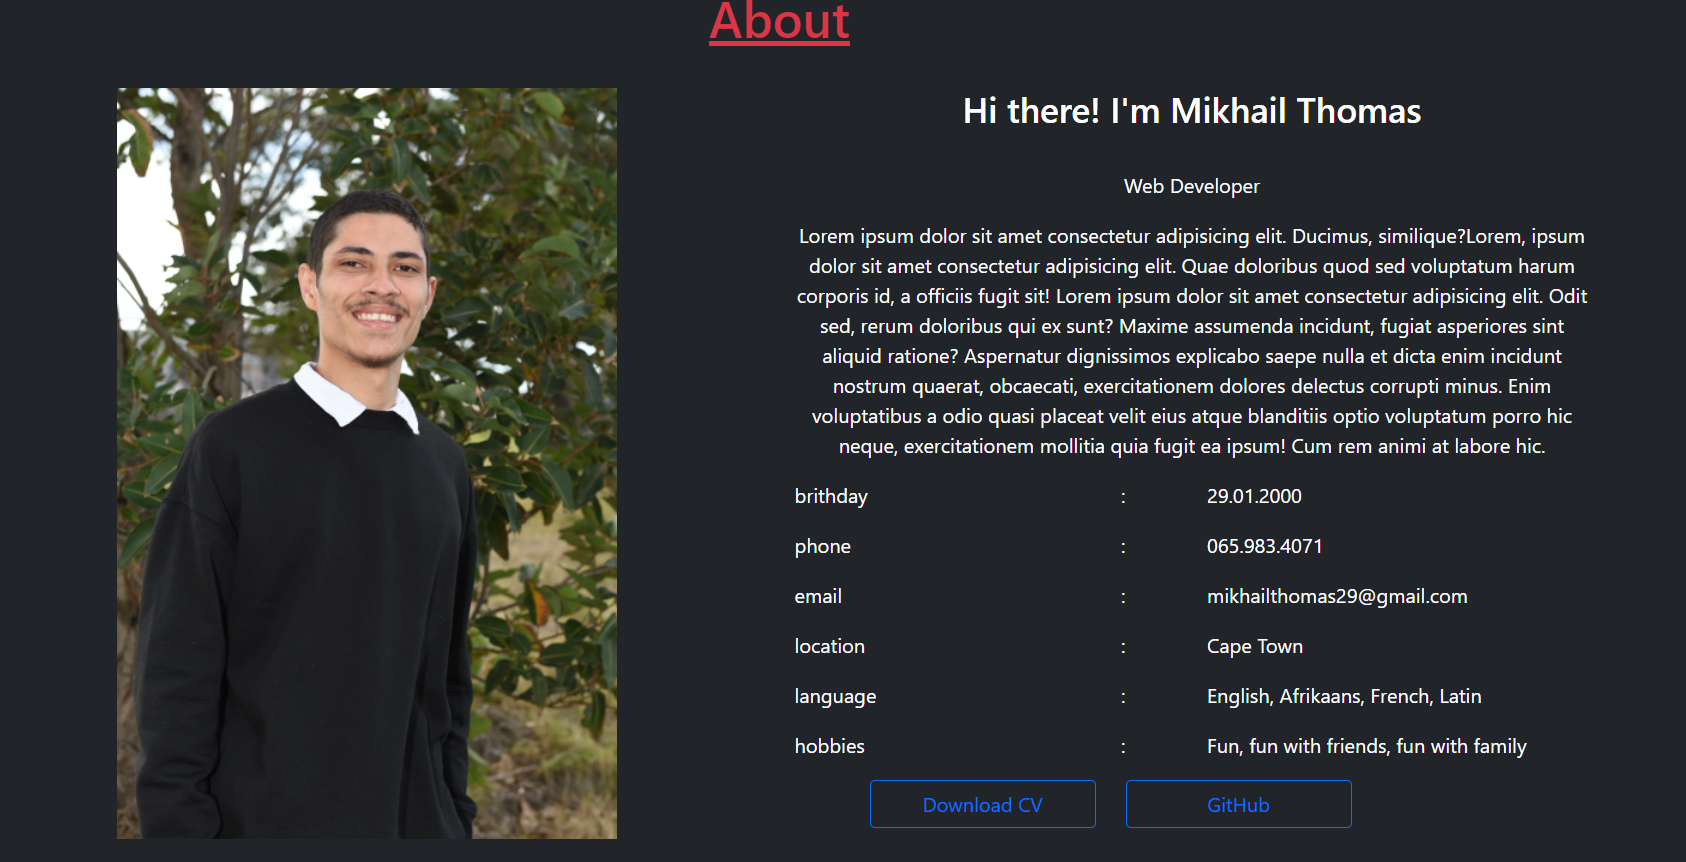 About
Hi there! I'm Mikhail Thomas
Web Developer
Lorem ipsum dolor sit amet consectetur adipisicing elit. Ducimus, similique?Lorem, ipsum
dolor sit amet consectetur adipisicing elit. Quae doloribus quod sed voluptatum harum
corporis id, a officiis fugit sit! Lorem ipsum dolor sit amet consectetur adipisicing elit. Odit
sed, rerum doloribus qui ex sunt? Maxime assumenda incidunt, fugiat asperiores sint
aliquid ratione? Aspernatur dignissimos explicabo saepe nulla et dicta enim incidunt
nostrum quaerat, obcaecati, exercitationem dolores delectus corrupti minus. Enim
voluptatibus a odio quasi placeat velit eius atque blanditiis optio voluptatum porro hic
neque, exercitationem mollitia quia fugit ea ipsum! Cum rem animi at labore hic.
brithday : 29.01.2000
phone : 065.983.4071
email : mikhailthomas29@gmail.com
location : Cape Town
language : English, Afrikaans, French, Latin
hobbies : Fun, fun with friends, fun with family
Download CV GitHub